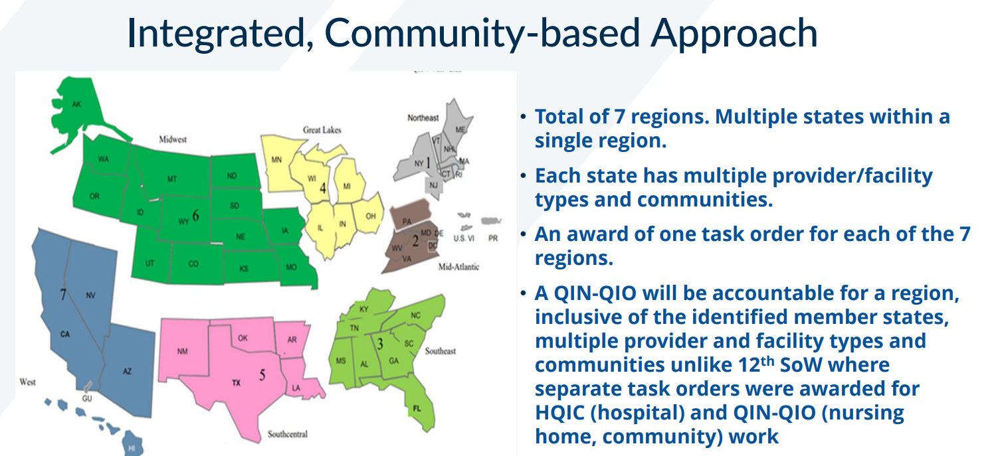 Integrated, Community-based Approach
AK
Midwest
WA
MT
ND
OR
ID
WY 6
SD
NE
IA
UT
CO
KS
MO
Great Lakes
MN
WI
4
MI
IL
IN
OH
Northeast
ME
VT
NH
NY 1
MA
CT
RI
NJ
PA
MD
DE
WV
2
DC
VA
Mid-Atlantic
U.S. VI
PR
7
NV
CA
AZ
West
GU
HI
NM
OK
AR
TX
5
LA
Southcentral
KY
NC
TN
3
SC
Southeast
MS
AL
GA
FL
• Total of 7 regions. Multiple states within a
single region.
• Each state has multiple provider/facility
types and communities.
• An award of one task order for each of the 7
regions.
• A QIN-QIO will be accountable for a region,
inclusive of the identified member states,
multiple provider and facility types and
communities unlike 12th SoW where
separate task orders were awarded for
HQIC (hospital) and QIN-QIO (nursing
home, community) work